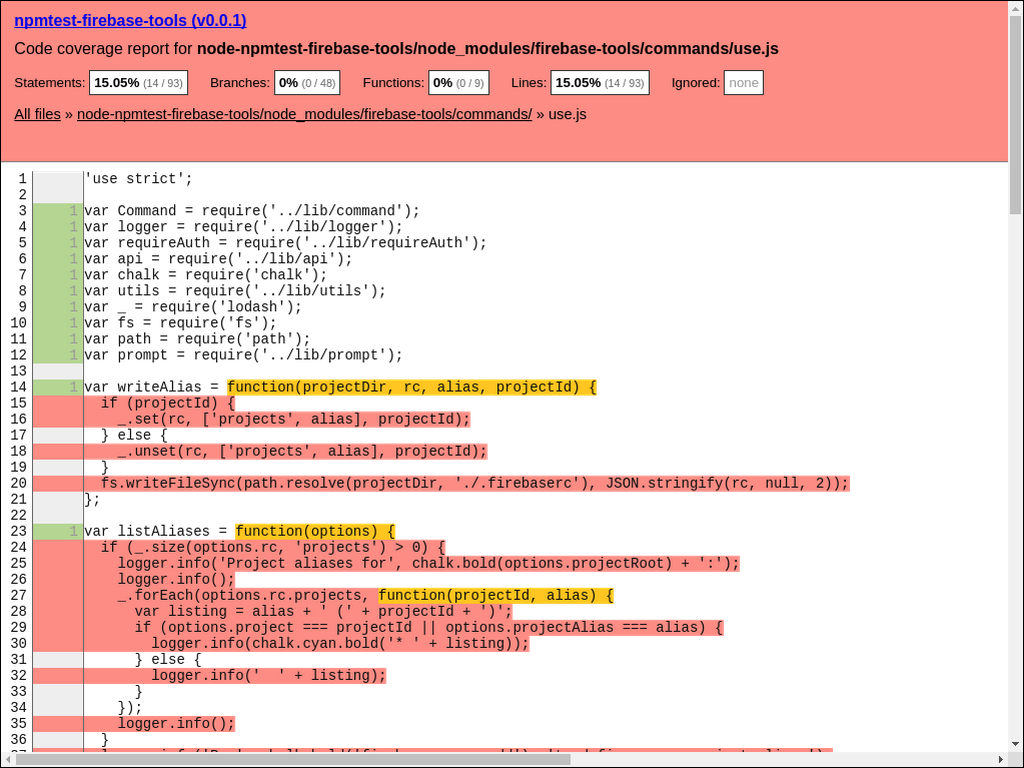 npmtest-firebase-tools (v0.0.1)
Code coverage report for node-npmtest-firebase-tools/node_modules/firebase-tools/commands/use.js
Statements: 15.05% (14 / 93) Branches: 0% (0 / 48) Functions: 0% (0 / 9) Lines: 15.05% (14 / 93) Ignored: none
All files » node-npmtest-firebase-tools/node_modules/firebase-tools/commands/ » use.js
1 'use strict';
2
3 1 var Command = require('../lib/command');
4 1 var logger = require('../lib/logger');
5 1 var requireAuth = require('../lib/requireAuth');
6 1 var api = require('../lib/api');
7 1 var chalk = require('chalk');
8 1 var utils = require('../lib/utils');
9 1 var _ = require('lodash');
10 1 var fs = require('fs');
11 1 var path = require('path');
12 1 var prompt = require('../lib/prompt');
13
14 1 var writeAlias = function(projectDir, rc, alias, projectId) {
15 if (projectId) {
16 _.set(rc, ['projects', alias], projectId);
17 } else {
18 _.unset(rc, ['projects', alias], projectId);
19 }
20 fs.writeFileSync(path.resolve(projectDir, './.firebaserc'), JSON.stringify(rc, null, 2));
21 };
22
23 1 var listAliases = function(options) {
24 if (_.size(options.rc, 'projects') > 0) {
25 logger.info('Project aliases for', chalk.bold(options.projectRoot) + ':');
26 logger.info();
27 _.forEach(options.rc.projects, function(projectId, alias) {
28 var listing = alias + ' (' + projectId + ')';
29 if (options.project === projectId || options.projectAlias === alias) {
30 logger.info(chalk.cyan.bold('* ' + listing));
31 } else {
32 logger.info('  ' + listing);
33 }
34 });
35 logger.info();
36 }